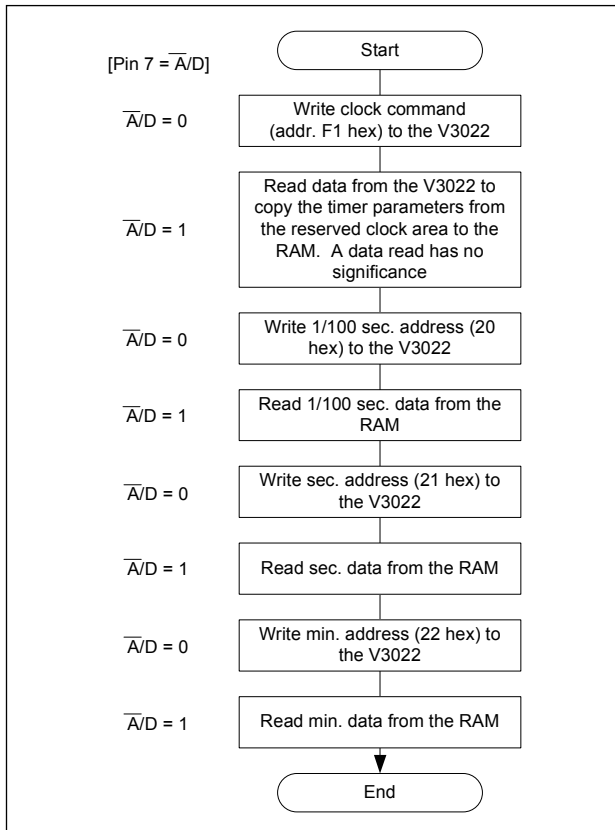 Start
[Pin 7 = A̅/D]
A̅/D = 0
Write clock command
(addr. F1 hex) to the V3022
A̅/D = 1
Read data from the V3022 to
copy the timer parameters from
the reserved clock area to the
RAM. A data read has no
significance
A̅/D = 0
Write 1/100 sec. address (20
hex) to the V3022
A̅/D = 1
Read 1/100 sec. data from the
RAM
A̅/D = 0
Write sec. address (21 hex) to
the V3022
A̅/D = 1
Read sec. data from the RAM
A̅/D = 0
Write min. address (22 hex) to
the V3022
A̅/D = 1
Read min. data from the RAM
End